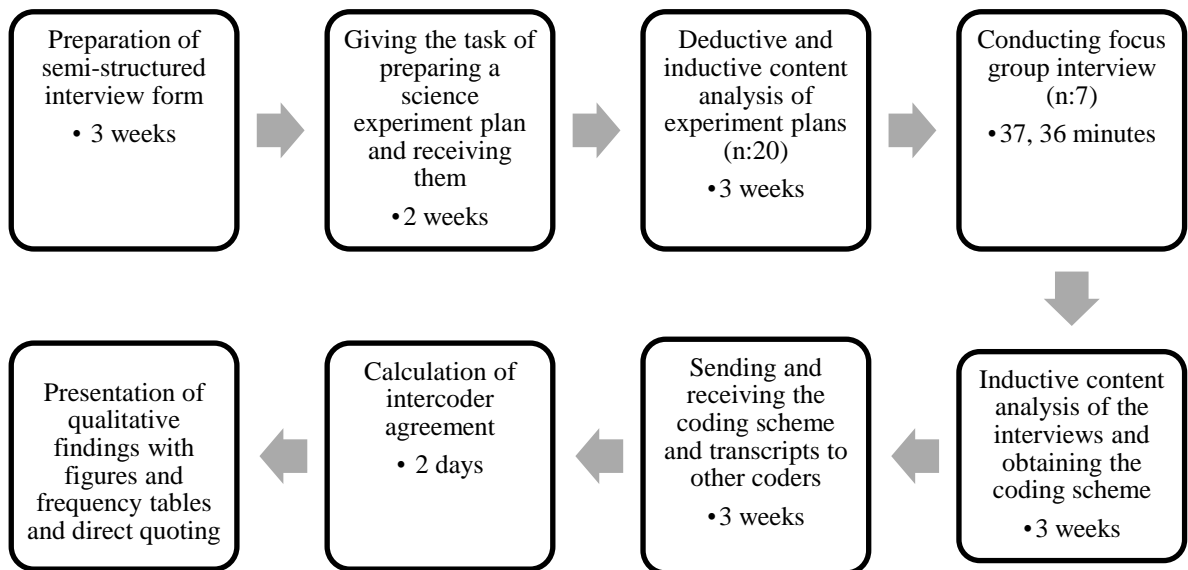 Preparation of
semi-structured
interview form
• 3 weeks
Giving the task of
preparing a
science
experiment plan
and receiving
them
• 2 weeks
Deductive and
inductive content
analysis of
experiment plans
(n:20)
• 3 weeks
Conducting focus
group interview
(n:7)
• 37, 36 minutes
Inductive content
analysis of the
interviews and
obtaining the
coding scheme
• 3 weeks
Sending and
receiving the
coding scheme
and transcripts to
other coders
• 3 weeks
Calculation of
intercoder
agreement
• 2 days
Presentation of
qualitative
findings with
figures and
frequency tables
and direct quoting